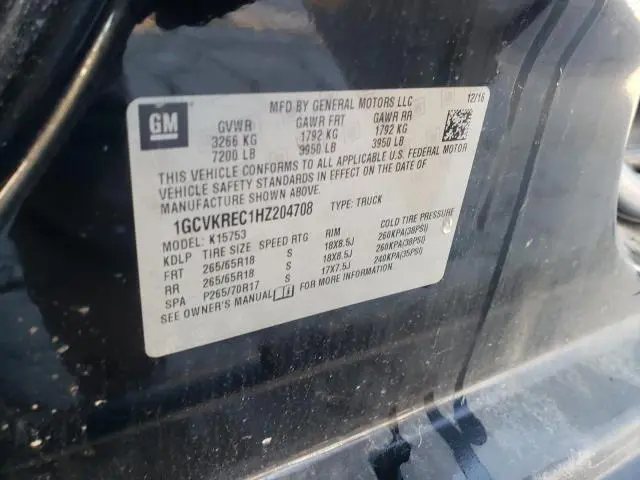 GM
MFD BY GENERAL MOTORS LLC 12/16
GVWR GAWR FRT GAWR RR
3266 KG 1792 KG 1792 KG
7200 LB 3950 LB 3950 LB
THIS VEHICLE CONFORMS TO ALL APPLICABLE U.S. FEDERAL MOTOR
VEHICLE SAFETY STANDARDS IN EFFECT ON THE DATE OF
MANUFACTURE SHOWN ABOVE.
1GCVKREC1HZ204708 TYPE: TRUCK
MODEL: K15753
KDLP TIRE SIZE SPEED RTG RIM COLD TIRE PRESSURE
FRT 265/65R18 S 18X8.5J 260KPA(38PSI)
RR 265/65R18 S 18X8.5J 260KPA(38PSI)
SPA P265/70R17 S 17X7.5J 240KPA(35PSI)
SEE OWNER'S MANUAL FOR MORE INFORMATION.